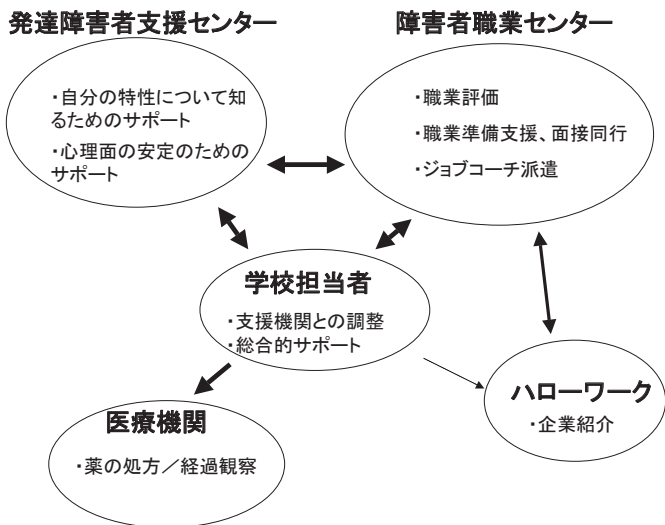 発達障害者支援センター
障害者職業センター
・自分の特性について知
るためのサポート
・心理面の安定のための
サポート
・職業評価
・職業準備支援、面接同行
・ジョブコーチ派遣
学校担当者
・支援機関との調整
・総合的サポート
医療機関
・薬の処方／経過観察
ハローワーク
・企業紹介